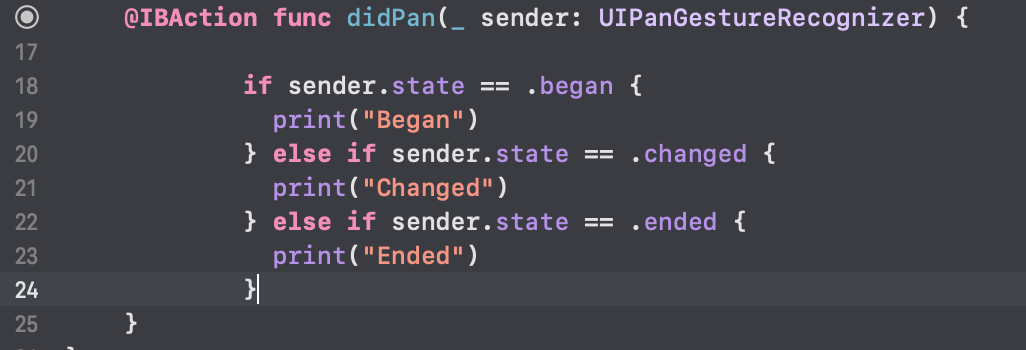 @IBAction func didPan(_ sender: UIPanGestureRecognizer) {
17
18 if sender.state == .began {
19 print("Began")
20 } else if sender.state == .changed {
21 print("Changed")
22 } else if sender.state == .ended {
23 print("Ended")
24 }
25 }